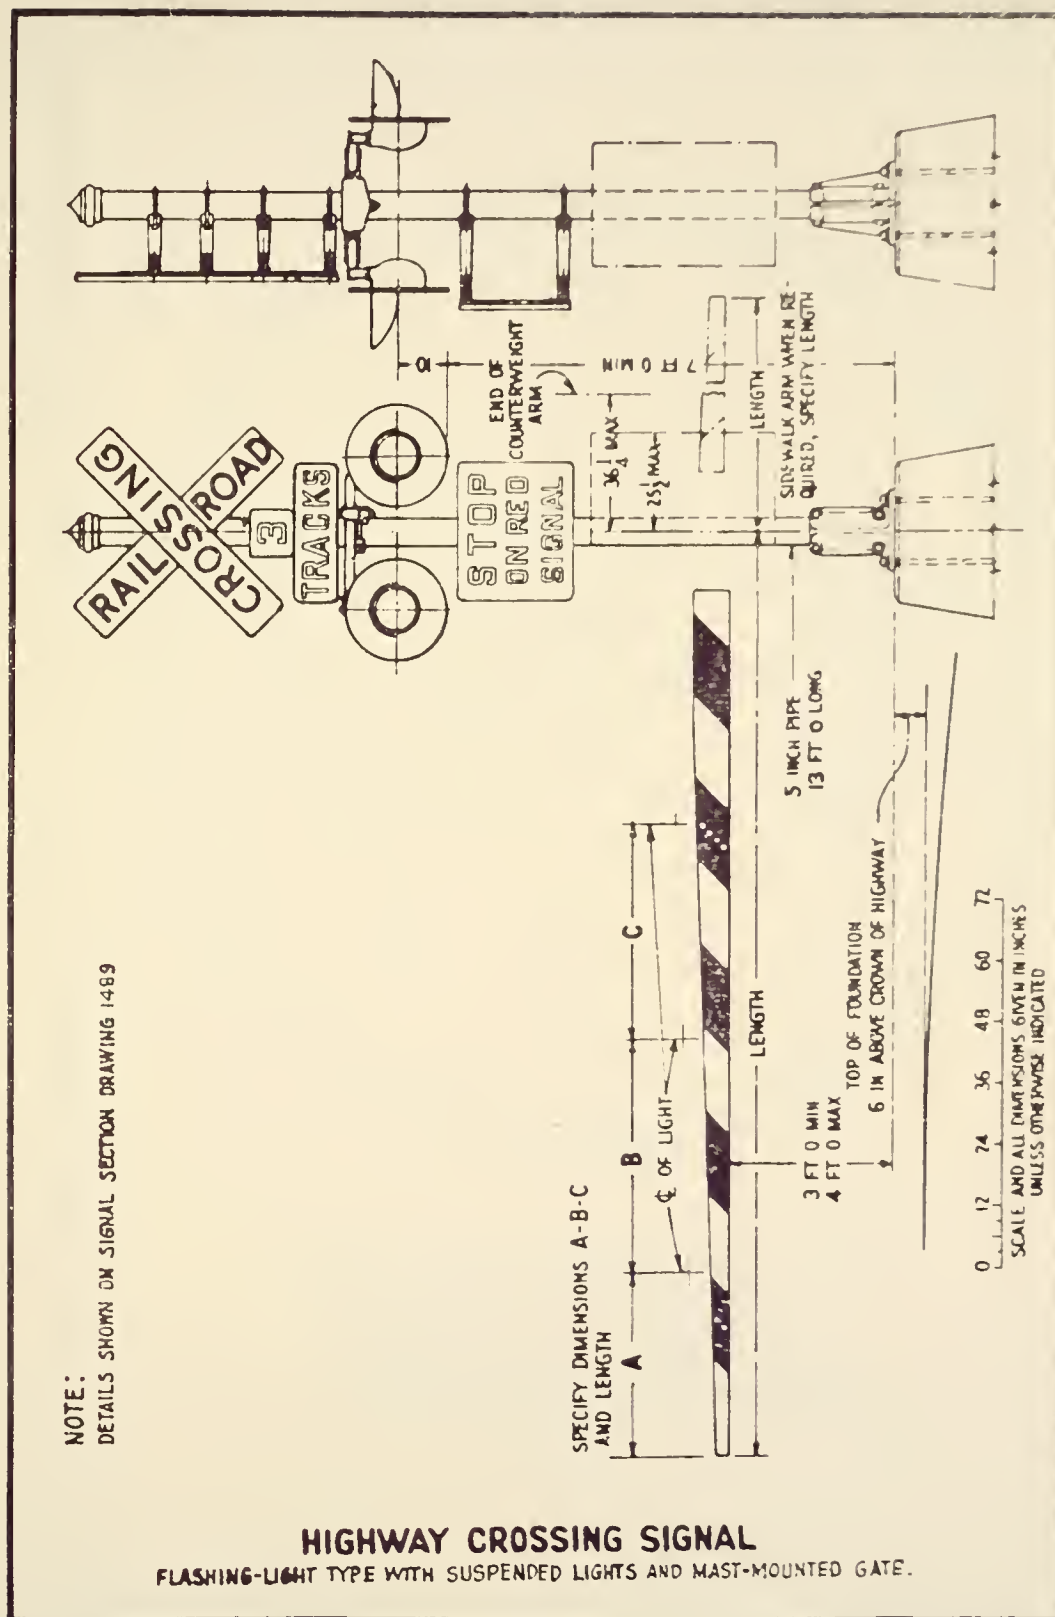 NOTE:
DETAILS SHOWN ON SIGNAL SECTION DRAWING 1489
RAILROAD
CROSSING
3
TRACKS
STOP
ON RED
SIGNAL
10
END OF
COUNTERWEIGHT
ARM
36 1/4 MAX
25 1/2 MAX
7 FT 0 MIN
LENGTH
SIDEWALK ARM WHEN RE-
QUIRED, SPECIFY LENGTH
5 INCH PIPE
13 FT 0 LONG
SPECIFY DIMENSIONS A-B-C
AND LENGTH
A
B
C
℄ OF LIGHT
LENGTH
3 FT 0 MIN
4 FT 0 MAX
TOP OF FOUNDATION
6 IN ABOVE CROWN OF HIGHWAY
0 12 24 36 48 60 72
SCALE AND ALL DIMENSIONS GIVEN IN INCHES
UNLESS OTHERWISE INDICATED
HIGHWAY CROSSING SIGNAL
FLASHING-LIGHT TYPE WITH SUSPENDED LIGHTS AND MAST-MOUNTED GATE.